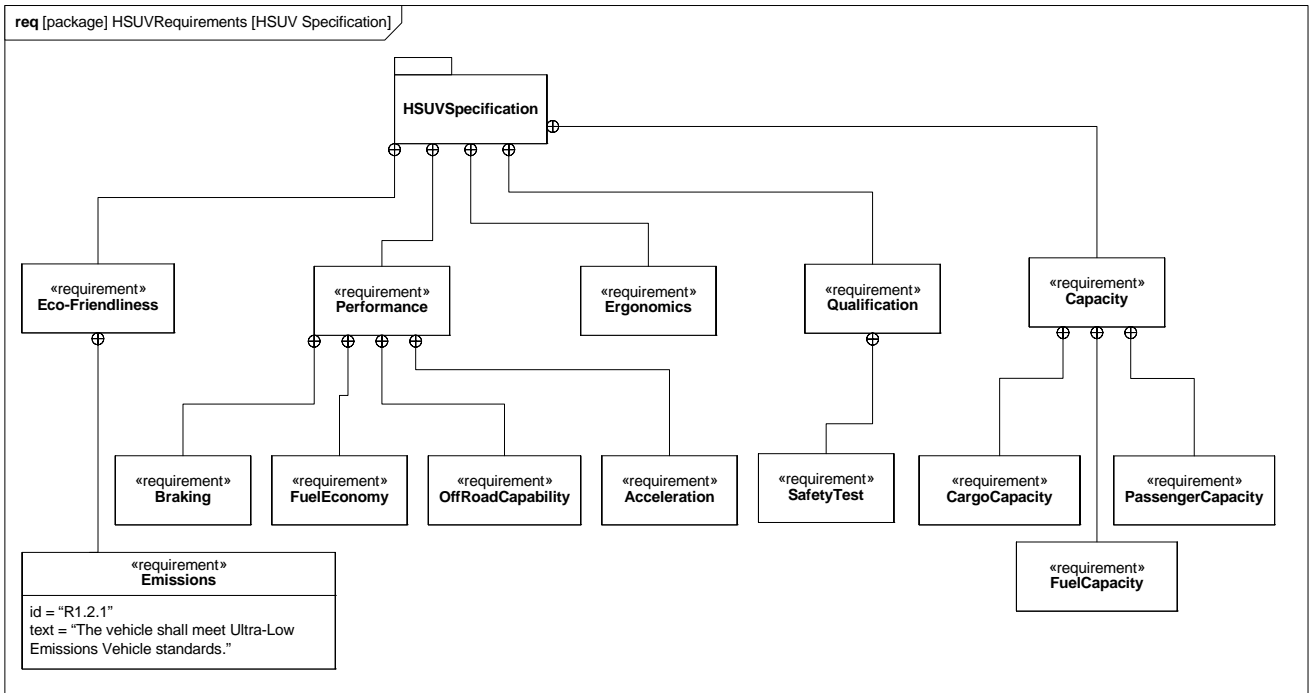 req [package] HSUVRequirements [HSUV Specification]
HSUVSpecification
«requirement»
Eco-Friendliness
«requirement»
Performance
«requirement»
Ergonomics
«requirement»
Qualification
«requirement»
Capacity
«requirement»
Braking
«requirement»
FuelEconomy
«requirement»
OffRoadCapability
«requirement»
Acceleration
«requirement»
SafetyTest
«requirement»
CargoCapacity
«requirement»
PassengerCapacity
«requirement»
FuelCapacity
«requirement»
Emissions
id = “R1.2.1”
text = “The vehicle shall meet Ultra-Low
Emissions Vehicle standards.”